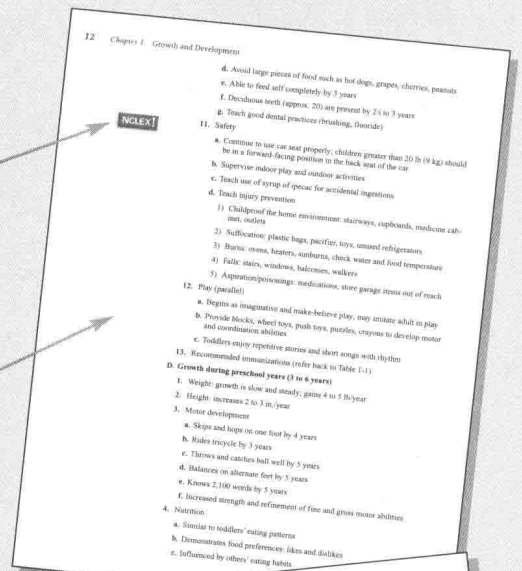 12 Chapter 1. Growth and Development
d. Avoid large pieces of food such as hot dogs, grapes, cherries, peanuts
e. Able to feed self completely by 3 years
f. Deciduous teeth (approx. 20) are present by 2½ to 3 years
g. Teach good dental practices (brushing, fluoride)
NCLEX!
11. Safety
a. Continue to use car seat properly; children greater than 20 lb (9 kg) should
be in a forward-facing position in the back seat of the car
b. Supervise indoor play and outdoor activities
c. Teach use of syrup of ipecac for accidental ingestions
d. Teach injury prevention
1) Childproof the home environment: stairways, cupboards, medicine cab-
inet, outlets
2) Suffocation: plastic bags, pacifier, toys, unused refrigerators
3) Burns: ovens, heaters, sunburns, check water and food temperature
4) Falls: stairs, windows, balconies, walkers
5) Aspiration/poisonings: medications, store garage items out of reach
12. Play (parallel)
a. Begins as imaginative and make-believe play, may imitate adult in play
b. Provide blocks, wheel toys, push toys, puzzles, crayons to develop motor
and coordination abilities
c. Toddlers enjoy repetitive stories and short songs with rhythm
13. Recommended immunizations (refer back to Table 1-1)
D. Growth during preschool years (3 to 6 years)
1. Weight: growth is slow and steady; gains 4 to 5 lb/year
2. Height: increases 2 to 3 in./year
3. Motor development
a. Skips and hops on one foot by 4 years
b. Rides tricycle by 3 years
c. Throws and catches ball well by 5 years
d. Balances on alternate feet by 5 years
e. Knows 2,100 words by 5 years
f. Increased strength and refinement of fine and gross motor abilities
4. Nutrition
a. Similar to toddlers' eating patterns
b. Demonstrates food preferences: likes and dislikes
c. Influenced by others' eating habits